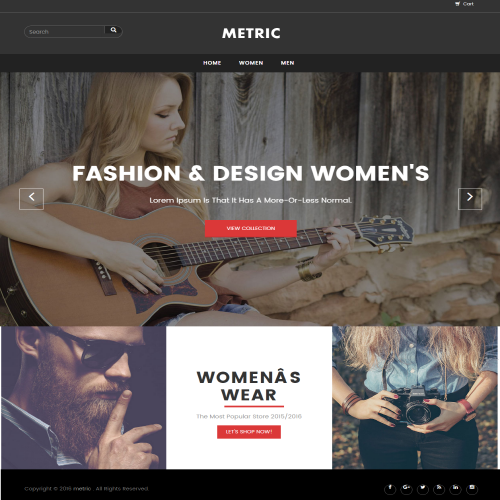 Cart
Search
METRIC
HOME WOMEN MEN
FASHION & DESIGN WOMEN'S
Lorem Ipsum Is That It Has A More-Or-Less Normal.
VIEW COLLECTION
WOMENÂS
WEAR
The Most Popular Store 2015/2016
LET'S SHOP NOW!
Copyright © 2016 metric . All Rights Reserved.